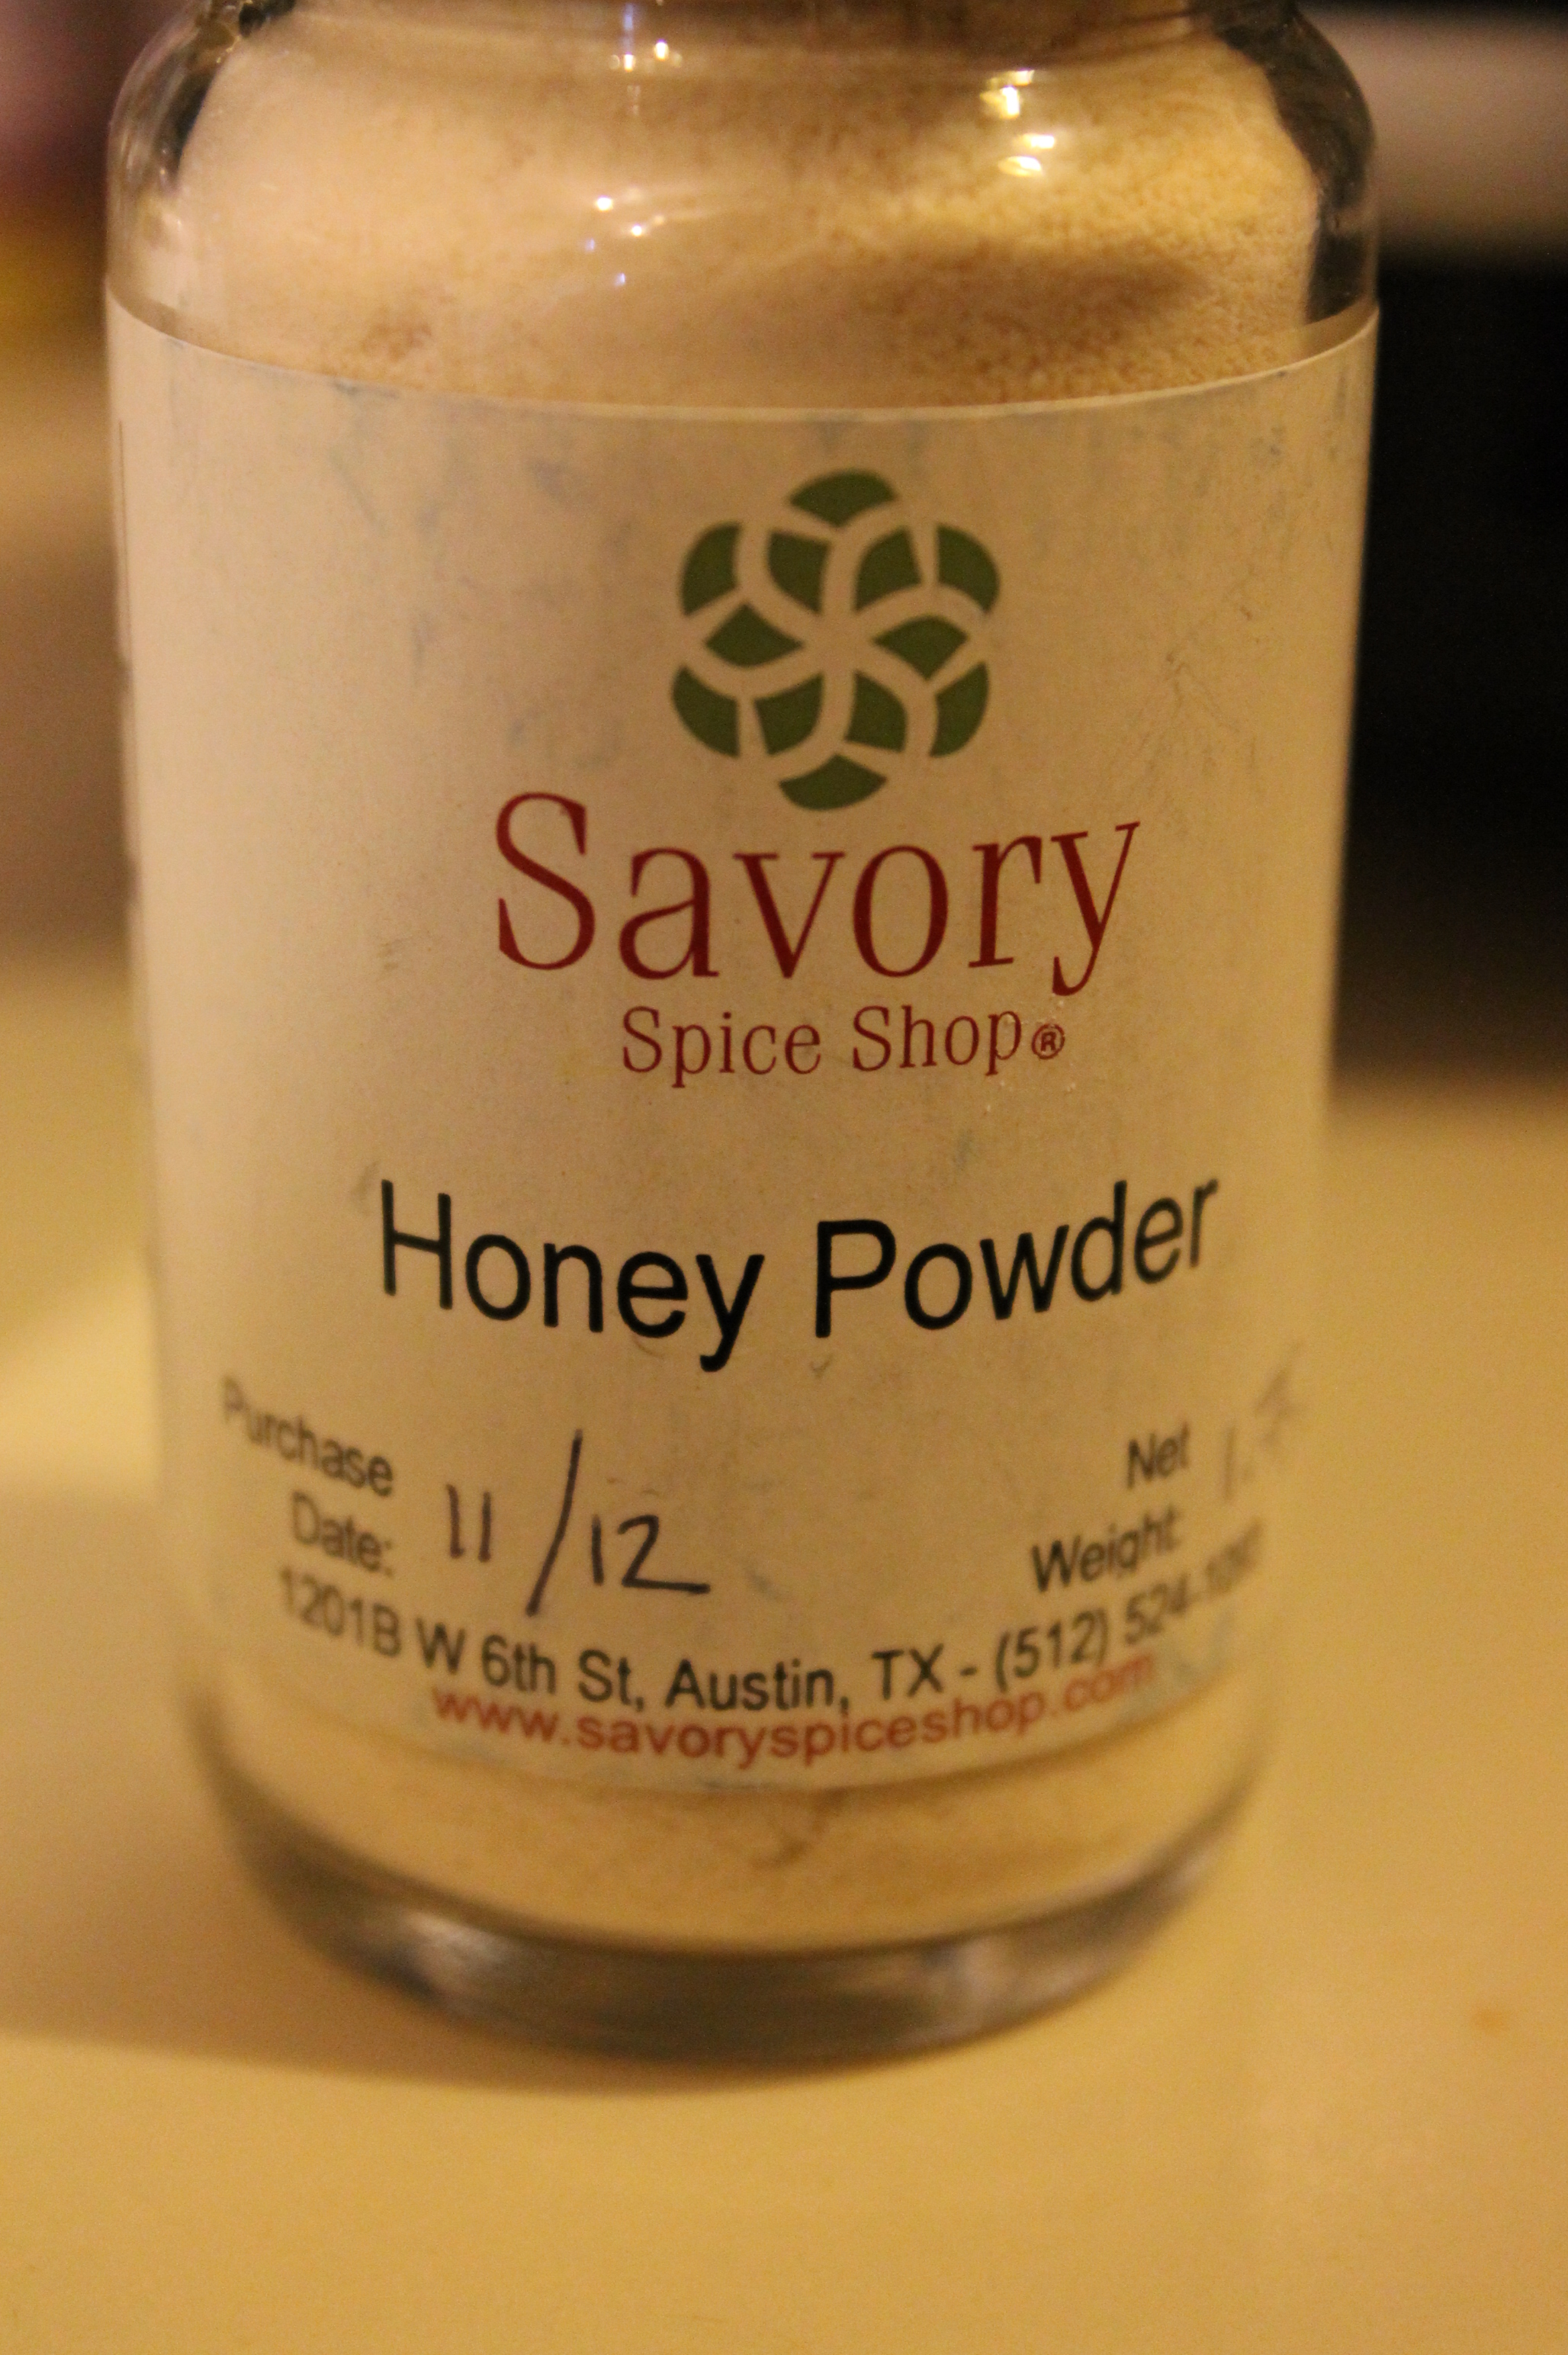 Savory
Spice Shop®
Honey Powder
Purchase
Date: 11/12
Net
Weight:
1201B W 6th St, Austin, TX - (512) 524-
www.savoryspiceshop.com